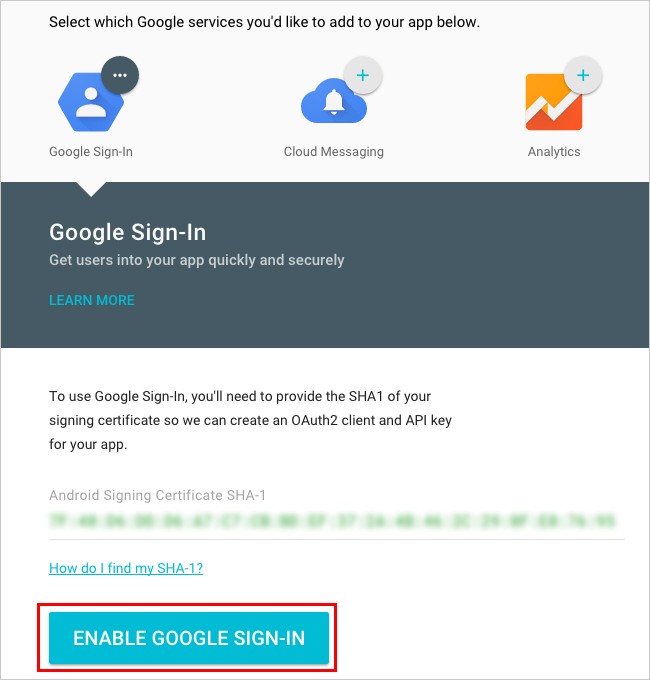 Select which Google services you'd like to add to your app below.
Google Sign-In
Cloud Messaging
Analytics
Google Sign-In
Get users into your app quickly and securely
LEARN MORE
To use Google Sign-In, you'll need to provide the SHA1 of your
signing certificate so we can create an OAuth2 client and API key
for your app.
Android Signing Certificate SHA-1
How do I find my SHA-1?
ENABLE GOOGLE SIGN-IN